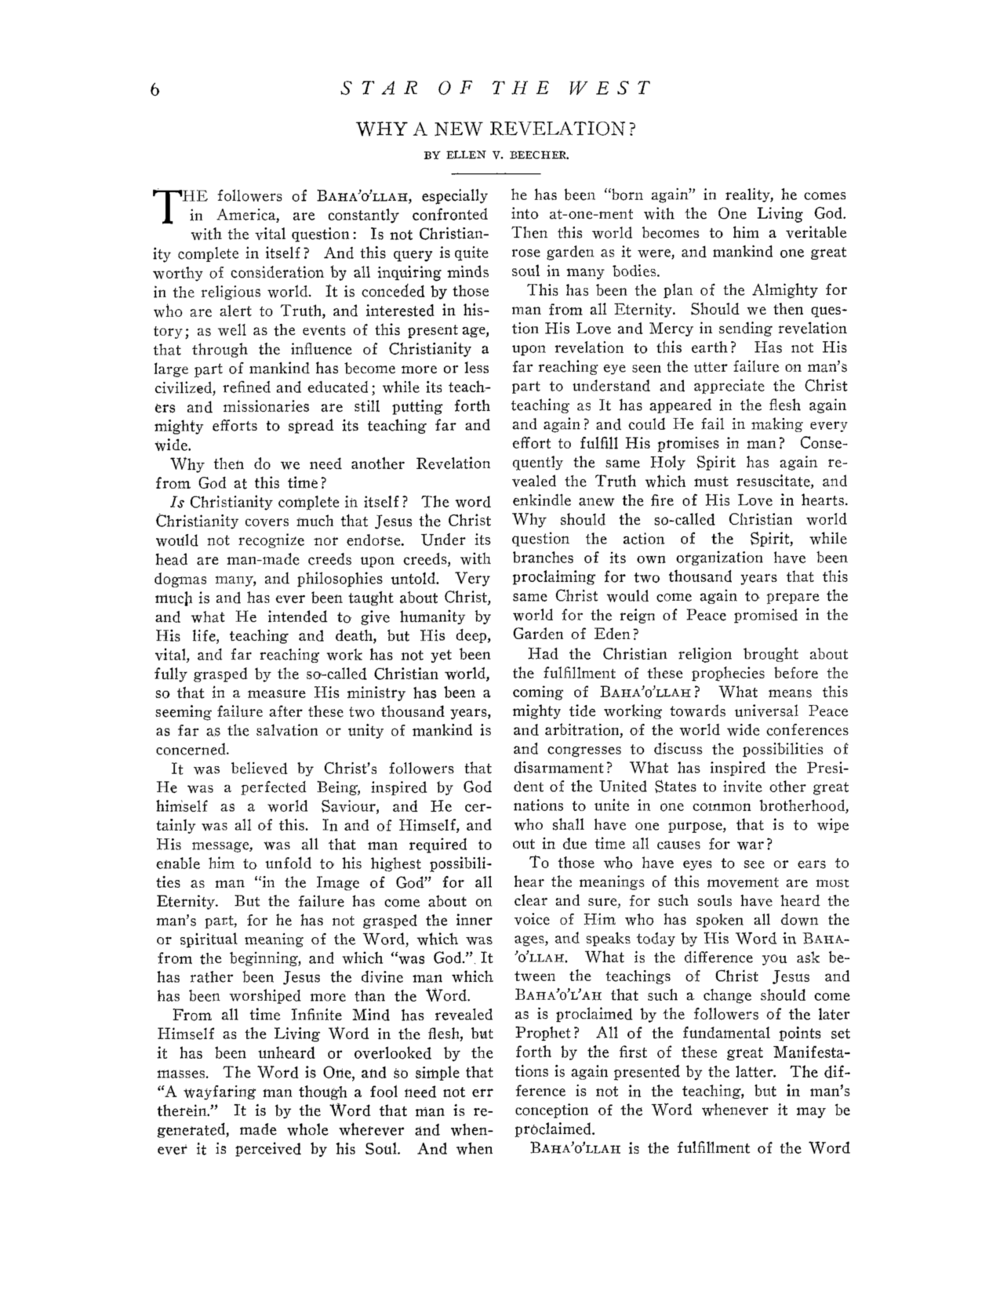 6 STAR OF THE WEST
WHY A NEW REVELATION?
BY ELLEN V. BEECHER.
THE followers of BAHA'O'LLAH, especially
in America, are constantly confronted
with the vital question: Is not Christian-
ity complete in itself? And this query is quite
worthy of consideration by all inquiring minds
in the religious world. It is conceded by those
who are alert to Truth, and interested in his-
tory; as well as the events of this present age,
that through the influence of Christianity a
large part of mankind has become more or less
civilized, refined and educated; while its teach-
ers and missionaries are still putting forth
mighty efforts to spread its teaching far and
wide.
Why then do we need another Revelation
from God at this time?
Is Christianity complete in itself? The word
Christianity covers much that Jesus the Christ
would not recognize nor endorse. Under its
head are man-made creeds upon creeds, with
dogmas many, and philosophies untold. Very
much is and has ever been taught about Christ,
and what He intended to give humanity by
His life, teaching and death, but His deep,
vital, and far reaching work has not yet been
fully grasped by the so-called Christian world,
so that in a measure His ministry has been a
seeming failure after these two thousand years,
as far as the salvation or unity of mankind is
concerned.
It was believed by Christ's followers that
He was a perfected Being, inspired by God
himself as a world Saviour, and He cer-
tainly was all of this. In and of Himself, and
His message, was all that man required to
enable him to unfold to his highest possibili-
ties as man "in the Image of God" for all
Eternity. But the failure has come about on
man's part, for he has not grasped the inner
or spiritual meaning of the Word, which was
from the beginning, and which "was God." It
has rather been Jesus the divine man which
has been worshiped more than the Word.
From all time Infinite Mind has revealed
Himself as the Living Word in the flesh, but
it has been unheard or overlooked by the
masses. The Word is One, and so simple that
"A wayfaring man though a fool need not err
therein." It is by the Word that man is re-
generated, made whole wherever and when-
ever it is perceived by his Soul. And when
he has been "born again" in reality, he comes
into at-one-ment with the One Living God.
Then this world becomes to him a veritable
rose garden as it were, and mankind one great
soul in many bodies.
This has been the plan of the Almighty for
man from all Eternity. Should we then ques-
tion His Love and Mercy in sending revelation
upon revelation to this earth? Has not His
far reaching eye seen the utter failure on man's
part to understand and appreciate the Christ
teaching as It has appeared in the flesh again
and again? and could He fail in making every
effort to fulfill His promises in man? Conse-
quently the same Holy Spirit has again re-
vealed the Truth which must resuscitate, and
enkindle anew the fire of His Love in hearts.
Why should the so-called Christian world
question the action of the Spirit, while
branches of its own organization have been
proclaiming for two thousand years that this
same Christ would come again to prepare the
world for the reign of Peace promised in the
Garden of Eden?
Had the Christian religion brought about
the fulfillment of these prophecies before the
coming of BAHA'O'LLAH? What means this
mighty tide working towards universal Peace
and arbitration, of the world wide conferences
and congresses to discuss the possibilities of
disarmament? What has inspired the Presi-
dent of the United States to invite other great
nations to unite in one common brotherhood,
who shall have one purpose, that is to wipe
out in due time all causes for war?
To those who have eyes to see or ears to
hear the meanings of this movement are most
clear and sure, for such souls have heard the
voice of Him who has spoken all down the
ages, and speaks today by His Word in BAHA-
'O'LLAH. What is the difference you ask be-
tween the teachings of Christ Jesus and
BAHA'O'L'AH that such a change should come
as is proclaimed by the followers of the later
Prophet? All of the fundamental points set
forth by the first of these great Manifesta-
tions is again presented by the latter. The dif-
ference is not in the teaching, but in man's
conception of the Word whenever it may be
proclaimed.
BAHA'O'LLAH is the fulfillment of the Word